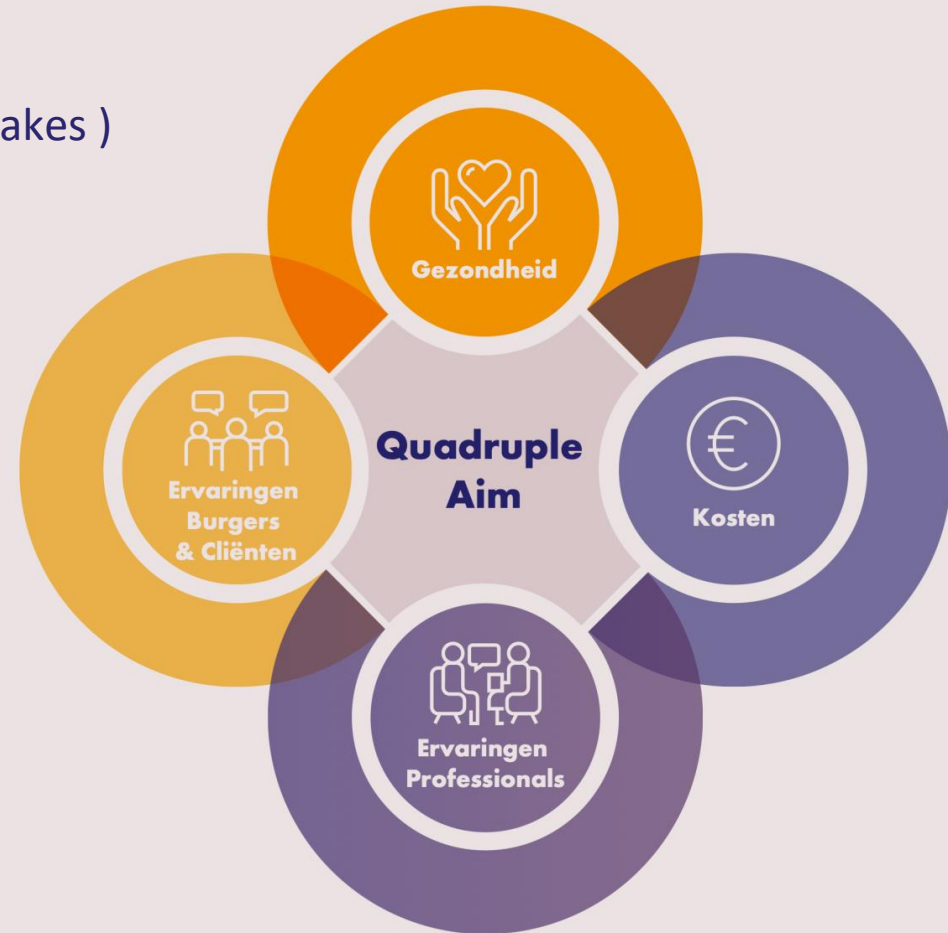 akes )
Gezondheid
Ervaringen
Burgers
& Cliënten
Quadruple
Aim
€
Kosten
Ervaringen
Professionals